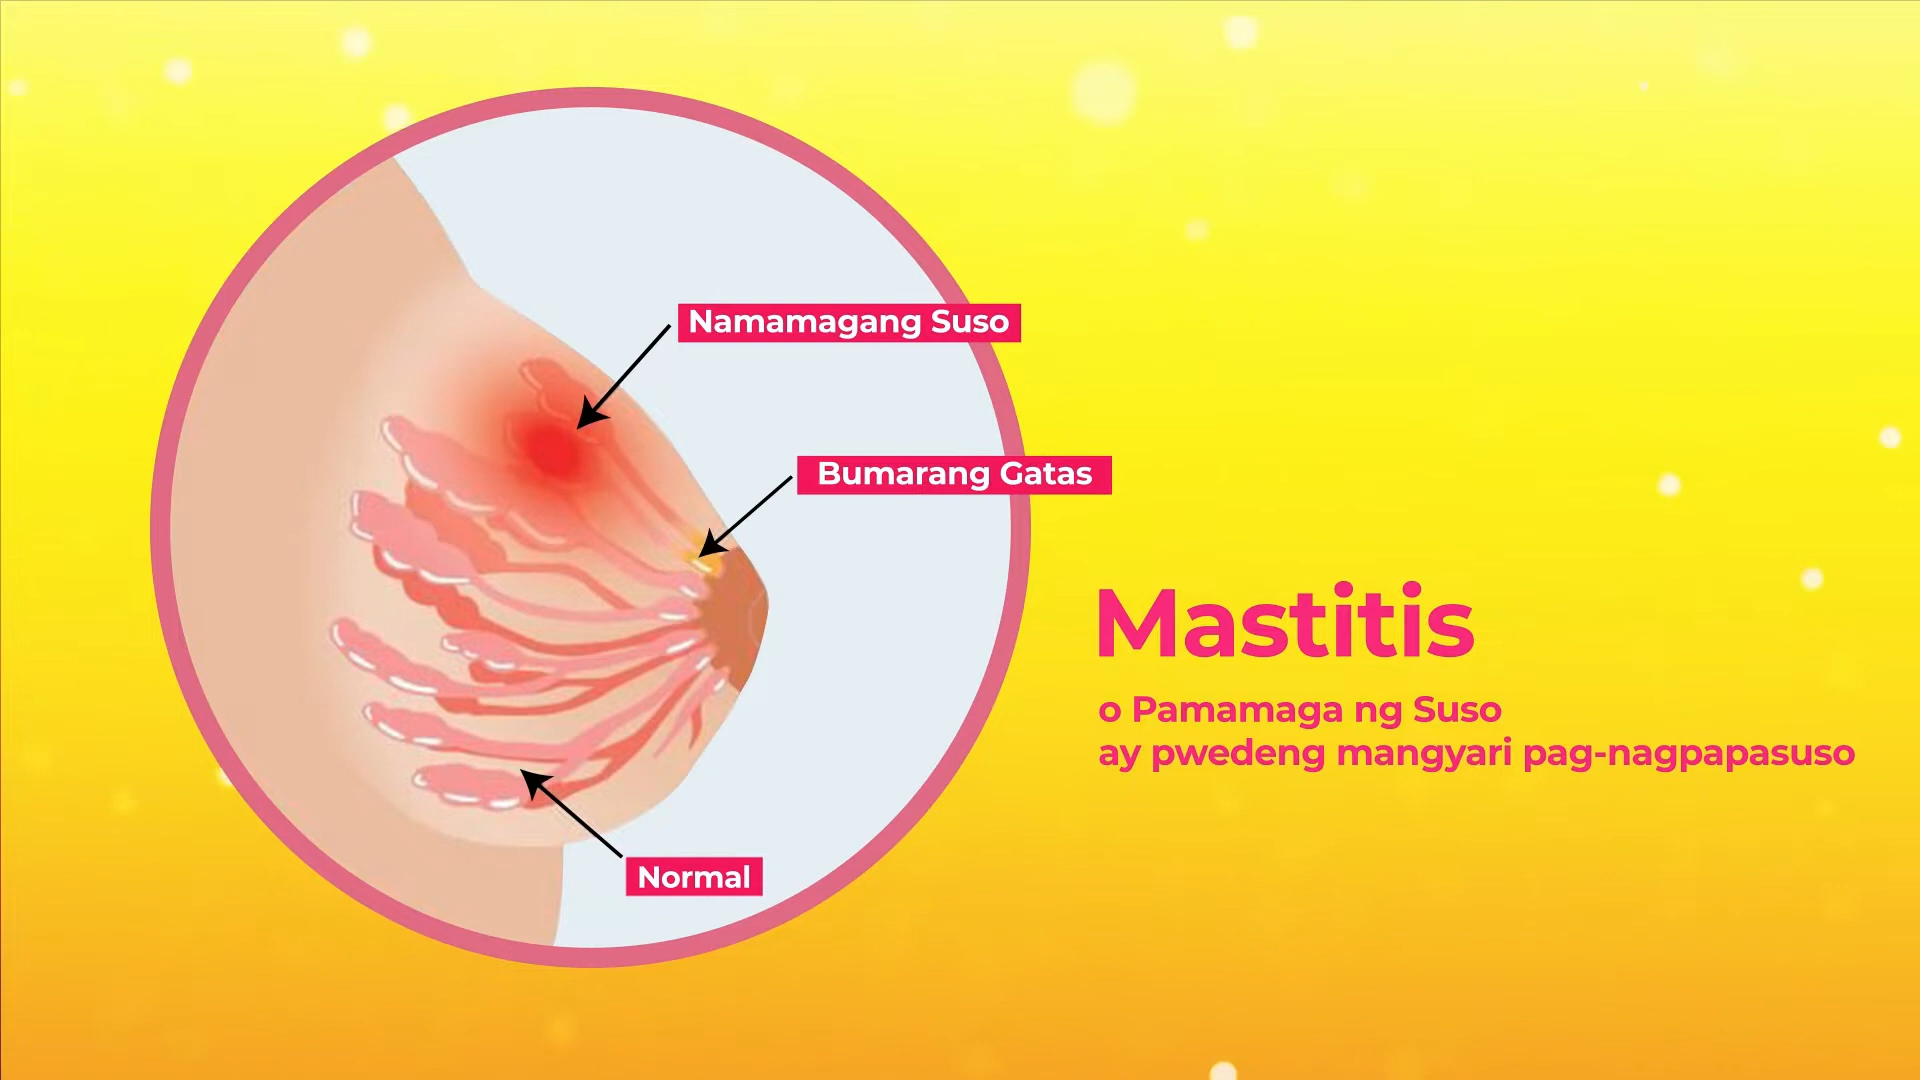 Namamagang Suso
Bumarang Gatas
Normal
Mastitis
o Pamamaga ng Suso
ay pwedeng mangyari pag-nagpapasuso